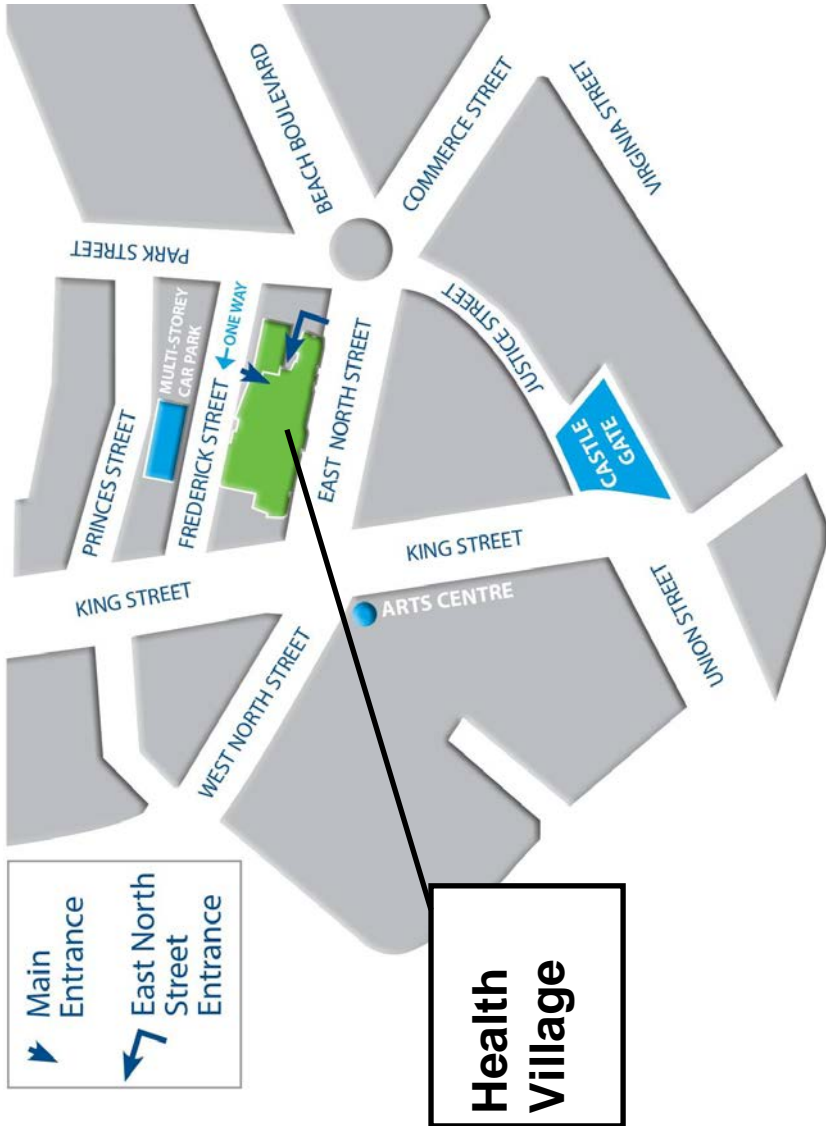 BEACH BOULEVARD
COMMERCE STREET
VIRGINIA STREET
PARK STREET
MULTI-STOREY
CAR PARK
ONE WAY
JUSTICE STREET
PRINCES STREET
FREDERICK STREET
EAST NORTH STREET
CASTLE
GATE
KING STREET
KING STREET
ARTS CENTRE
UNION STREET
WEST NORTH STREET
Main
Entrance
East North
Street
Entrance
Health
Village